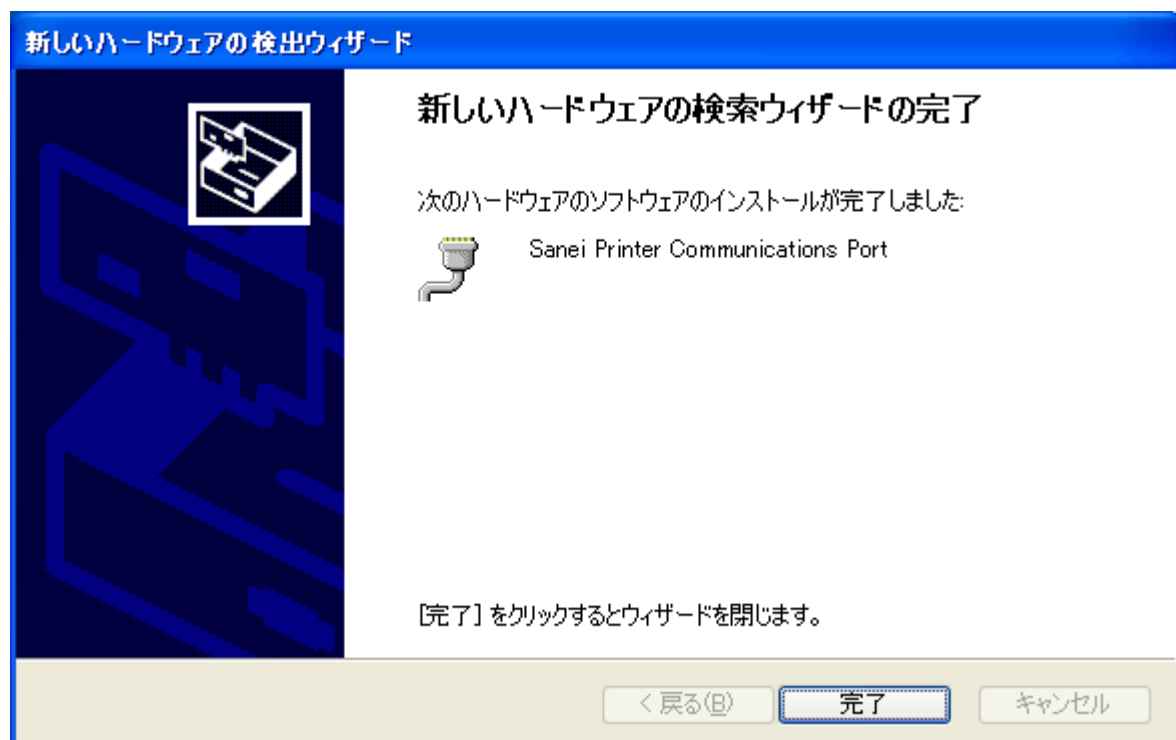 新しいハードウェアの検出ウィザード
新しいハードウェアの検索ウィザードの完了
次のハードウェアのソフトウェアのインストールが完了しました:
Sanei Printer Communications Port
[完了] をクリックするとウィザードを閉じます。
< 戻る(B)
完了
キャンセル